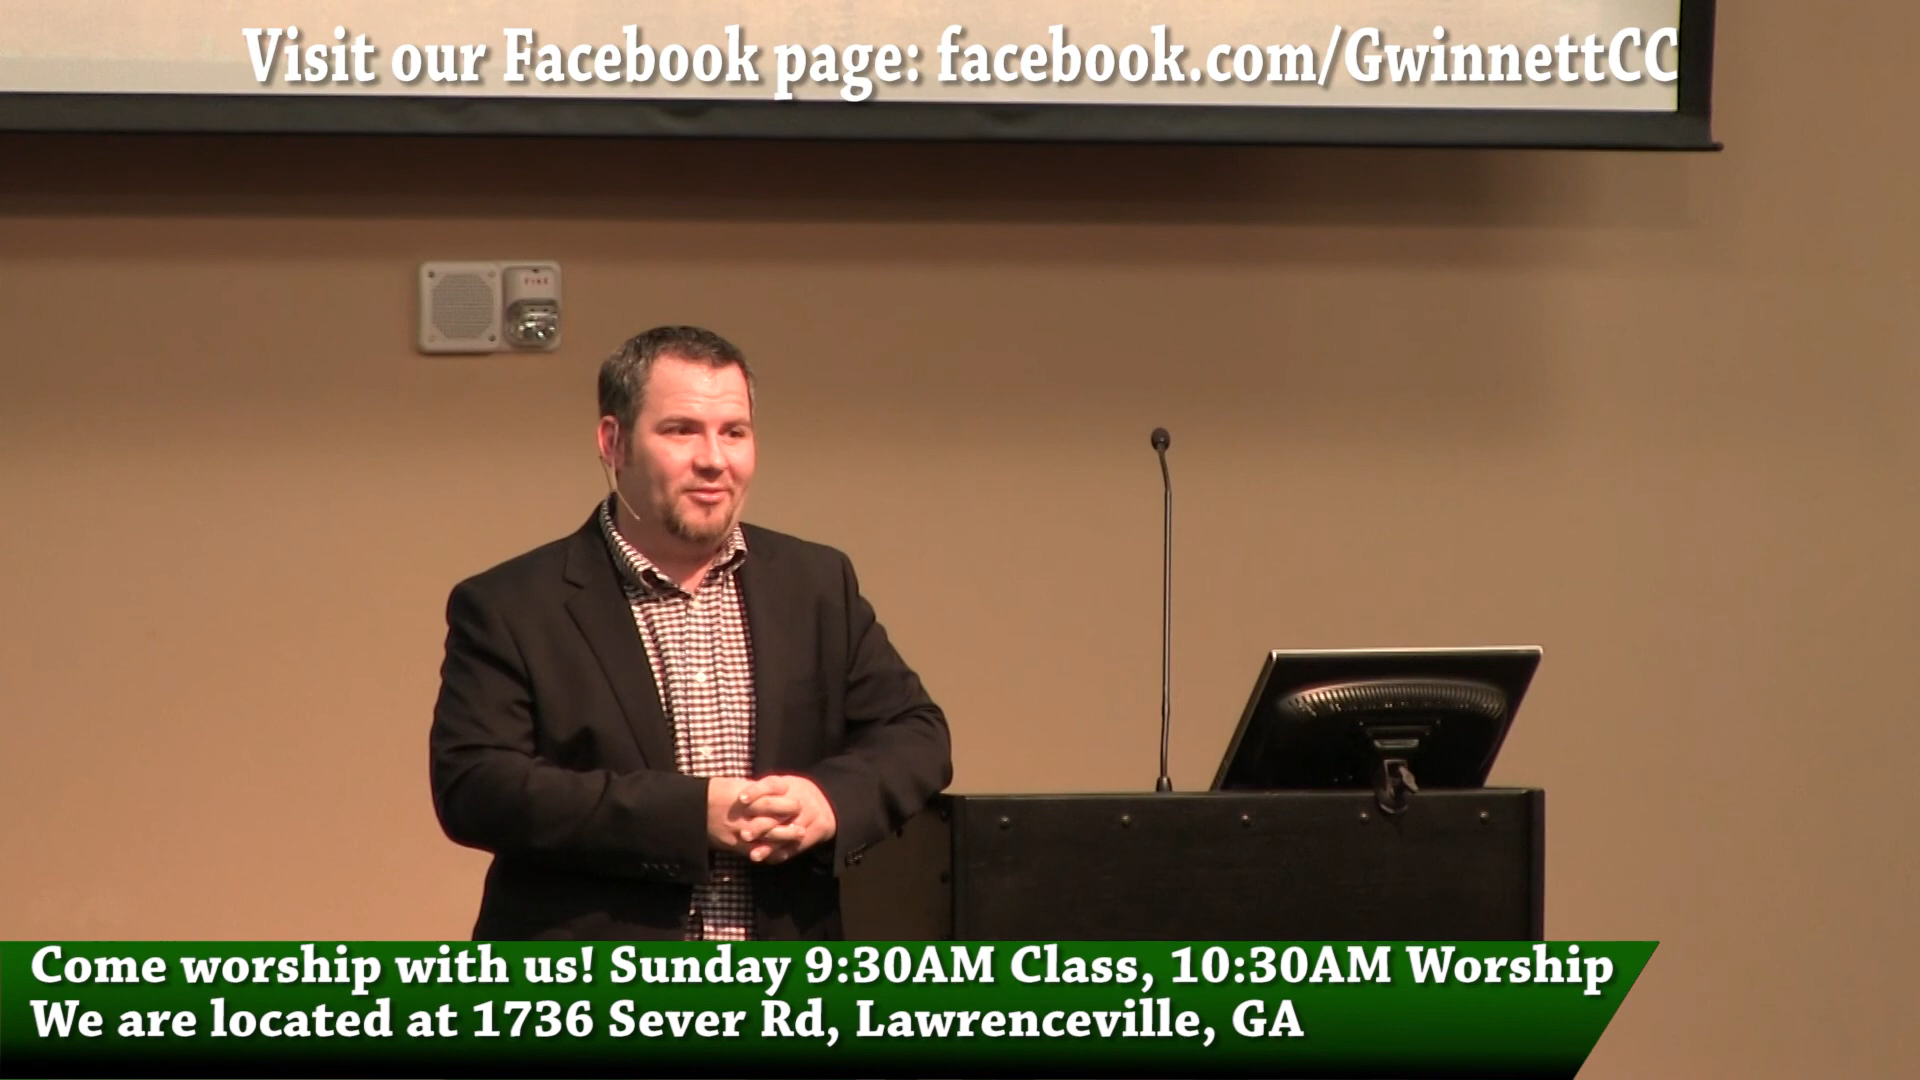 Visit our Facebook page: facebook.com/GwinnettCC
FIRE
Come worship with us! Sunday 9:30AM Class, 10:30AM Worship
We are located at 1736 Sever Rd, Lawrenceville, GA